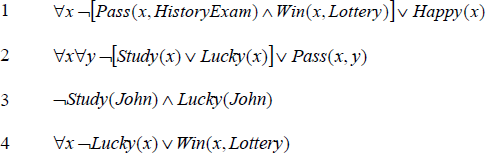 1 ∀x ¬[Pass(x, HistoryExam) ∧ Win(x, Lottery)] ∨ Happy(x)
2 ∀x∀y ¬[Study(x) ∨ Lucky(x)] ∨ Pass(x, y)
3 ¬Study(John) ∧ Lucky(John)
4 ∀x ¬Lucky(x) ∨ Win(x, Lottery)